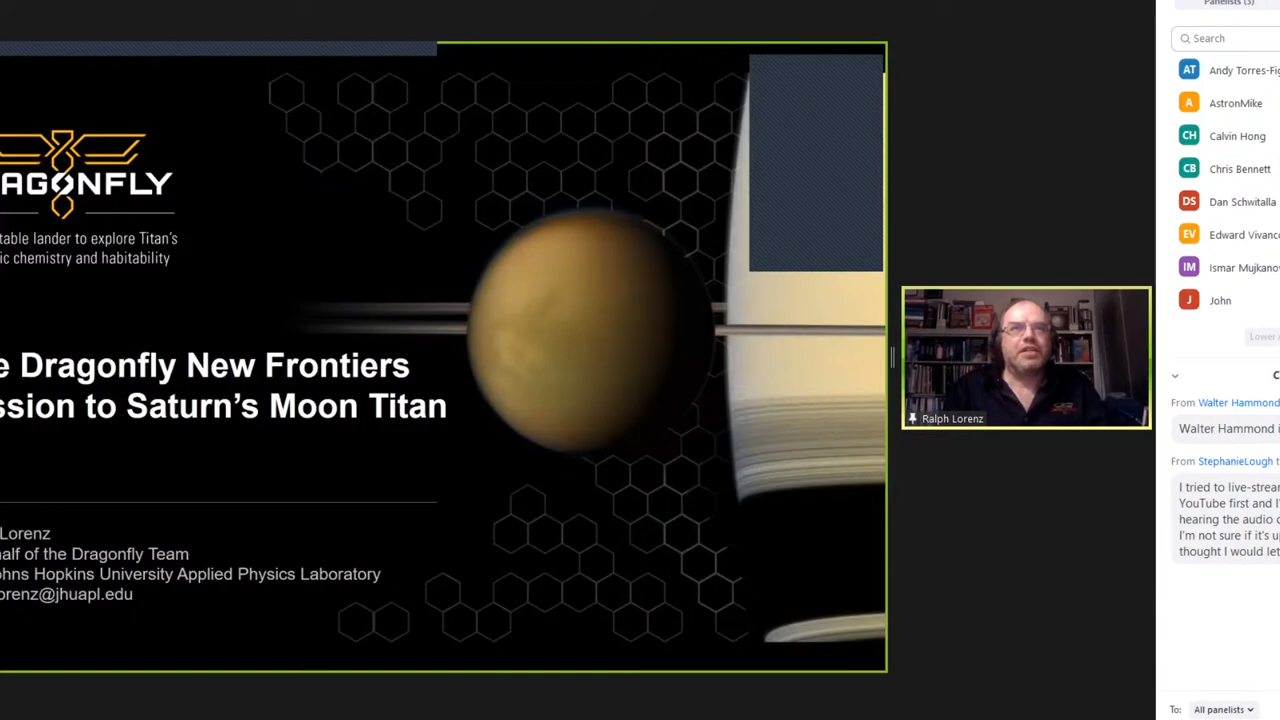 RAGONFLY
table lander to explore Titan's
ic chemistry and habitability
e Dragonfly New Frontiers
ssion to Saturn's Moon Titan
Lorenz
alf of the Dragonfly Team
ohns Hopkins University Applied Physics Laboratory
orenz@jhuapl.edu
Ralph Lorenz
Panelists (3)
Search
AT Andy Torres-Fig
A AstronMike
CH Calvin Hong
CB Chris Bennett
DS Dan Schwitalla
EV Edward Vivanco
IM Ismar Mujkanov
J John
Lower
C
From Walter Hammond
Walter Hammond i
From StephanieLough t
I tried to live-strea
YouTube first and I'
hearing the audio
I'm not sure if it's u
thought I would let
To: All panelists